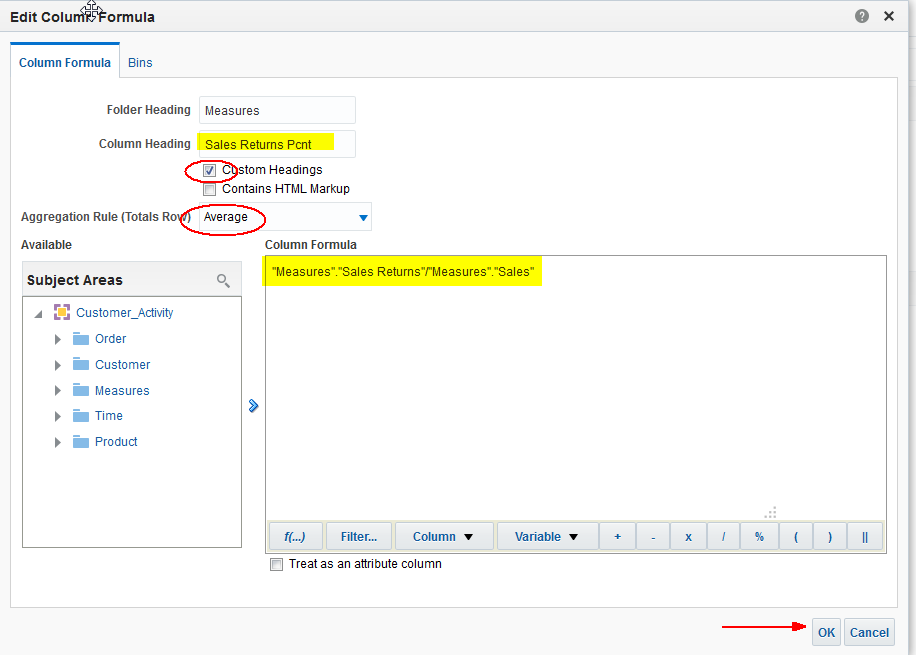 Edit Column Formula
Column Formula
Bins
Folder Heading
Measures
Column Heading
Sales Returns Pcnt
Custom Headings
Contains HTML Markup
Aggregation Rule (Totals Row)
Average
Available
Column Formula
Subject Areas
"Measures"."Sales Returns"/"Measures"."Sales"
Customer_Activity
Order
Customer
Measures
Time
Product
f(...)
Filter...
Column
Variable
+
-
x
/
%
(
)
||
Treat as an attribute column
OK
Cancel